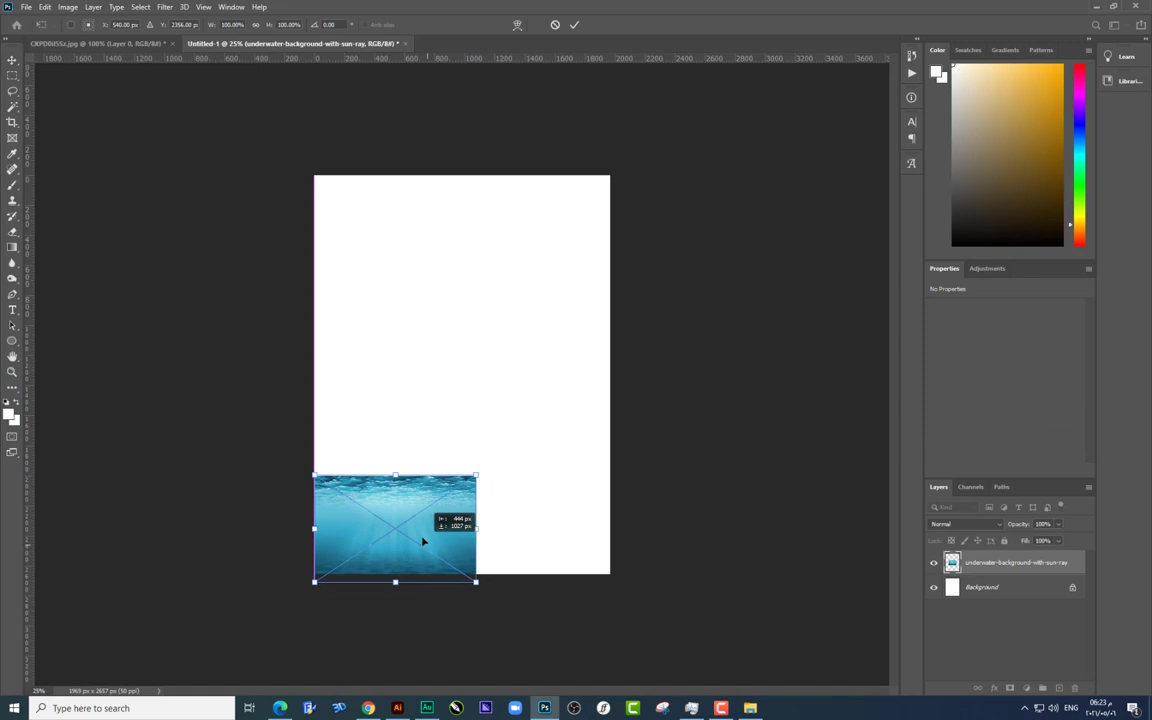 File Edit Image Layer Type Select Filter 3D View Window Help
X: 540.00 px Y: 2356.00 px W: 100.00% H: 100.00% 0.00 ° Anti-alias
CKPDBIISSz.jpg @ 100% (Layer 0, RGB/8#) * × Untitled-1 @ 25% (underwater-background-with-sun-ray, RGB/8#) * ×
1800 1600 1400 1200 1000 800 600 400 200 0 200 400 600 800 1000 1200 1400 1600 1800 2000 2200 2400 2600 2800 3000 3200 3400 3600
Color Swatches Gradients Patterns
Learn
Librari...
Properties Adjustments
No Properties
444 px
1027 px
Layers Channels Paths
Kind
Normal Opacity: 100%
Lock: Fill: 100%
underwater-background-with-sun-ray
Background
25% 1969 px x 2657 px (50 ppi)
Type here to search
ENG